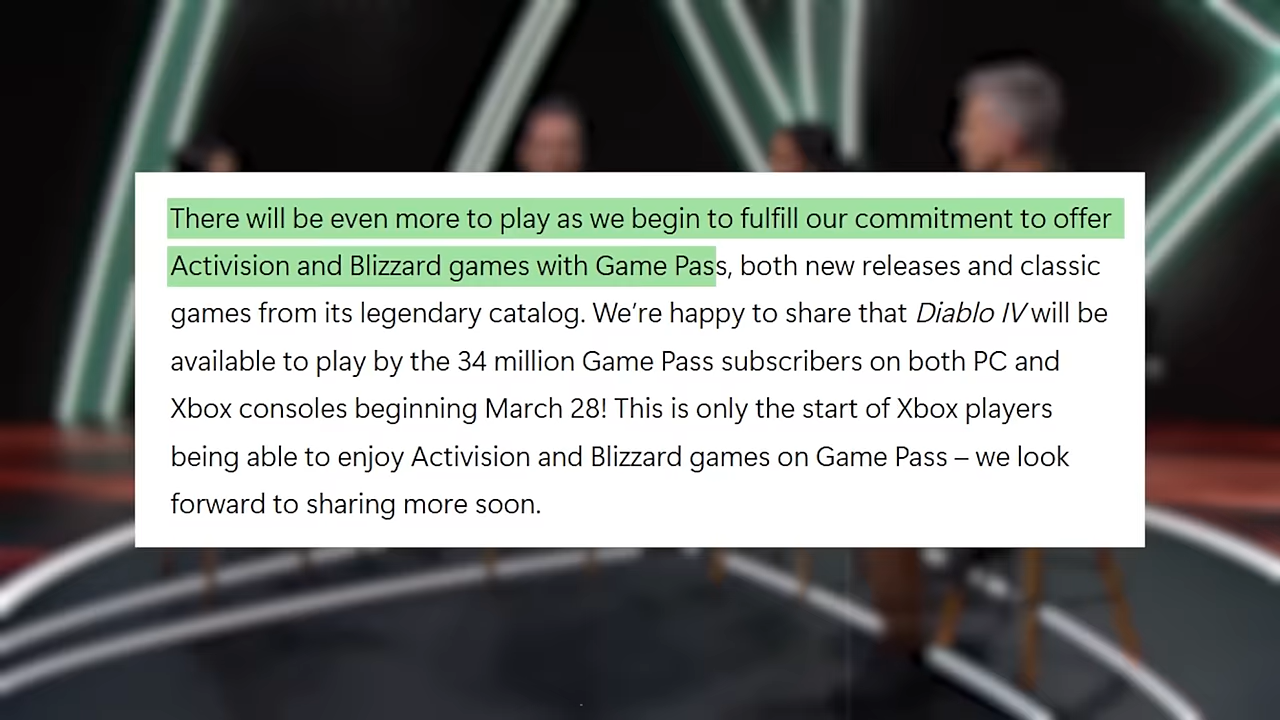 There will be even more to play as we begin to fulfill our commitment to offer
Activision and Blizzard games with Game Pass, both new releases and classic
games from its legendary catalog. We’re happy to share that Diablo IV will be
available to play by the 34 million Game Pass subscribers on both PC and
Xbox consoles beginning March 28! This is only the start of Xbox players
being able to enjoy Activision and Blizzard games on Game Pass – we look
forward to sharing more soon.